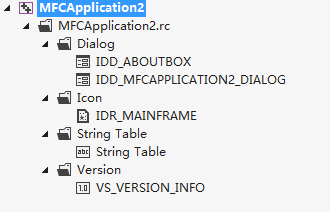 MFCApplication2
MFCApplication2.rc
Dialog
IDD_ABOUTBOX
IDD_MFCAPPLICATION2_DIALOG
Icon
IDR_MAINFRAME
String Table
abc String Table
Version
1.0 VS_VERSION_INFO